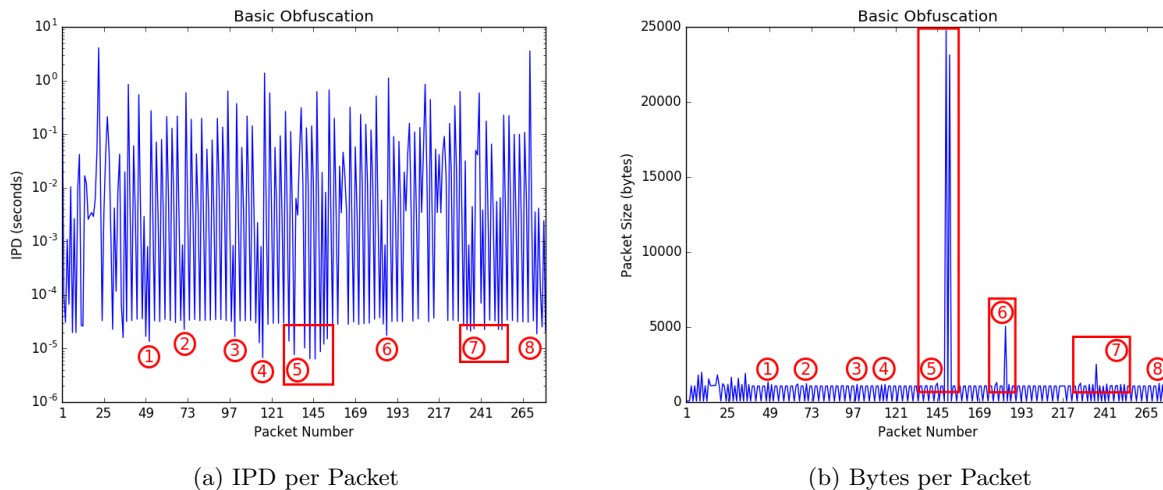 Basic Obfuscation
10^1
10^0
10^-1
10^-2
10^-3
10^-4
10^-5
10^-6
IPD (seconds)
1 2 3 4 5 6 7 8
1 25 49 73 97 121 145 169 193 217 241 265
Packet Number
(a) IPD per Packet
Basic Obfuscation
25000
20000
15000
10000
5000
0
Packet Size (bytes)
1 2 3 4 5 6 7 8
1 25 49 73 97 121 145 169 193 217 241 265
Packet Number
(b) Bytes per Packet